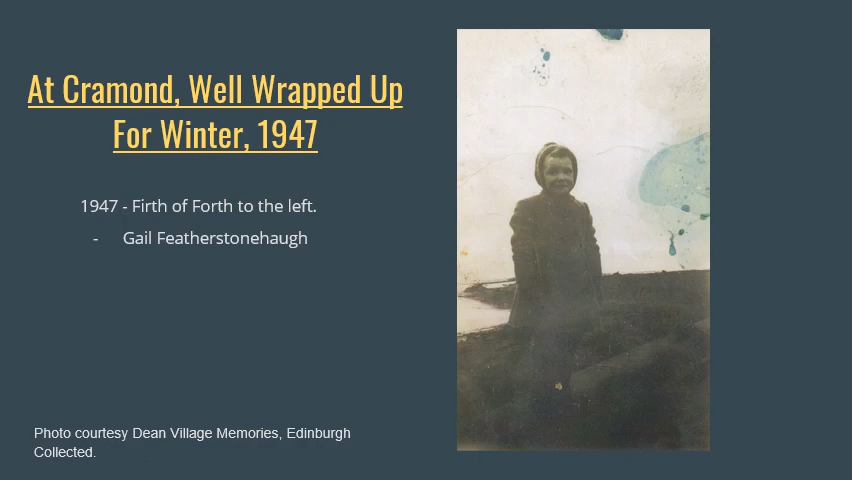 At Cramond, Well Wrapped Up
For Winter, 1947
1947 - Firth of Forth to the left.
- Gail Featherstonehaugh
Photo courtesy Dean Village Memories, Edinburgh
Collected.